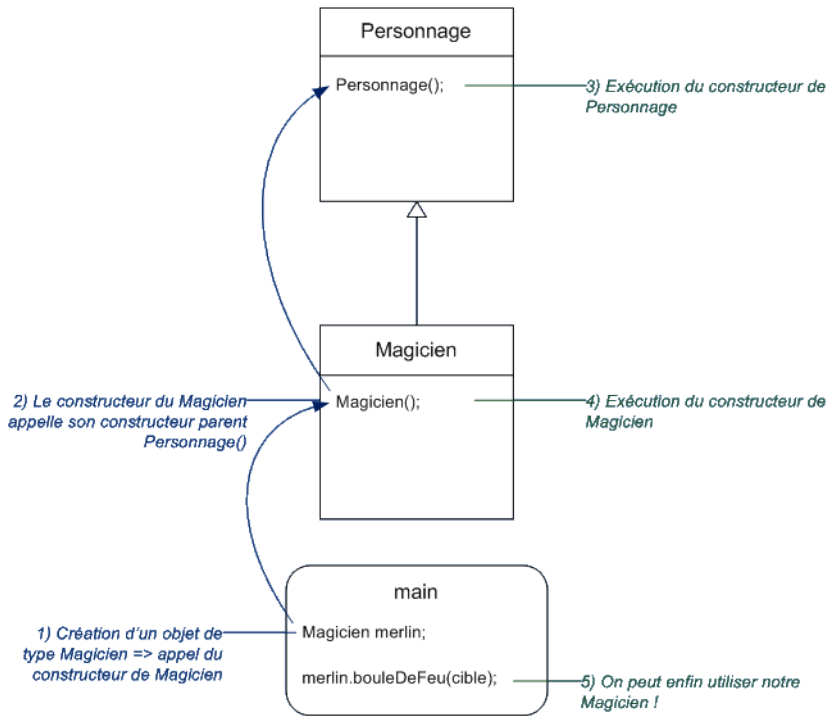 Personnage
Personnage();
3) Exécution du constructeur de
Personnage
Magicien
Magicien();
2) Le constructeur du Magicien
appelle son constructeur parent
Personnage()
4) Exécution du constructeur de
Magicien
main
Magicien merlin;
1) Création d'un objet de
type Magicien => appel du
constructeur de Magicien
merlin.bouleDeFeu(cible);
5) On peut enfin utiliser notre
Magicien !